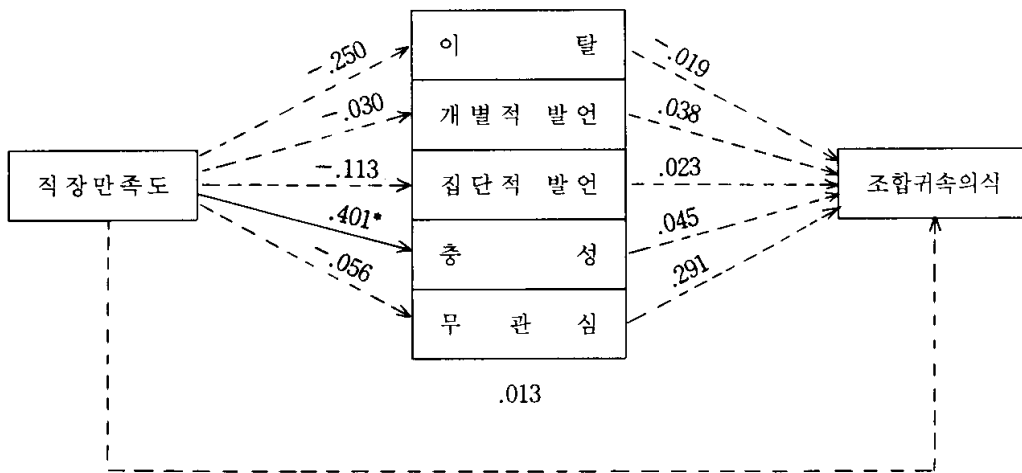 이 탈
-.250
-.019
개별적 발언
-.030
.038
직장만족도
-.113
집단적 발언
.023
조합귀속의식
.401*
.045
충 성
-.056
.291
무 관 심
.013